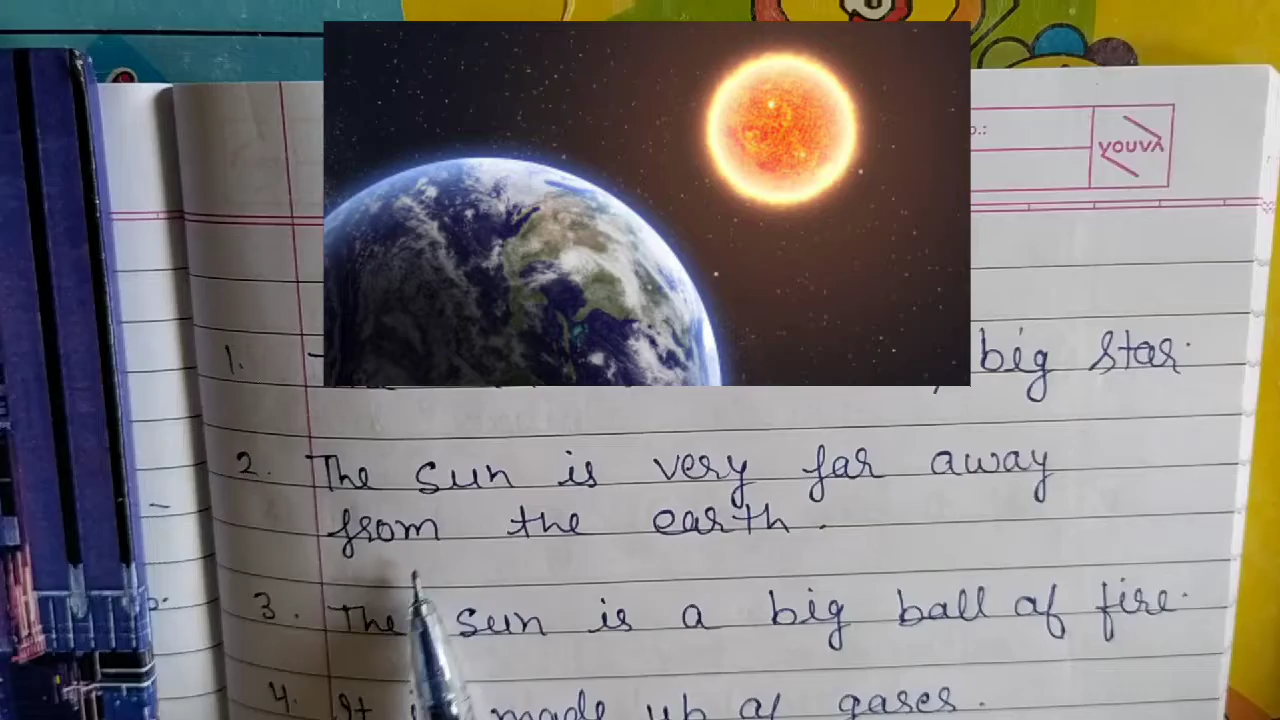 o.:
YOUVA
1. big star.
2. The sun is very far away
from the earth.
3. The sun is a big ball of fire.
4. It made up of gases.